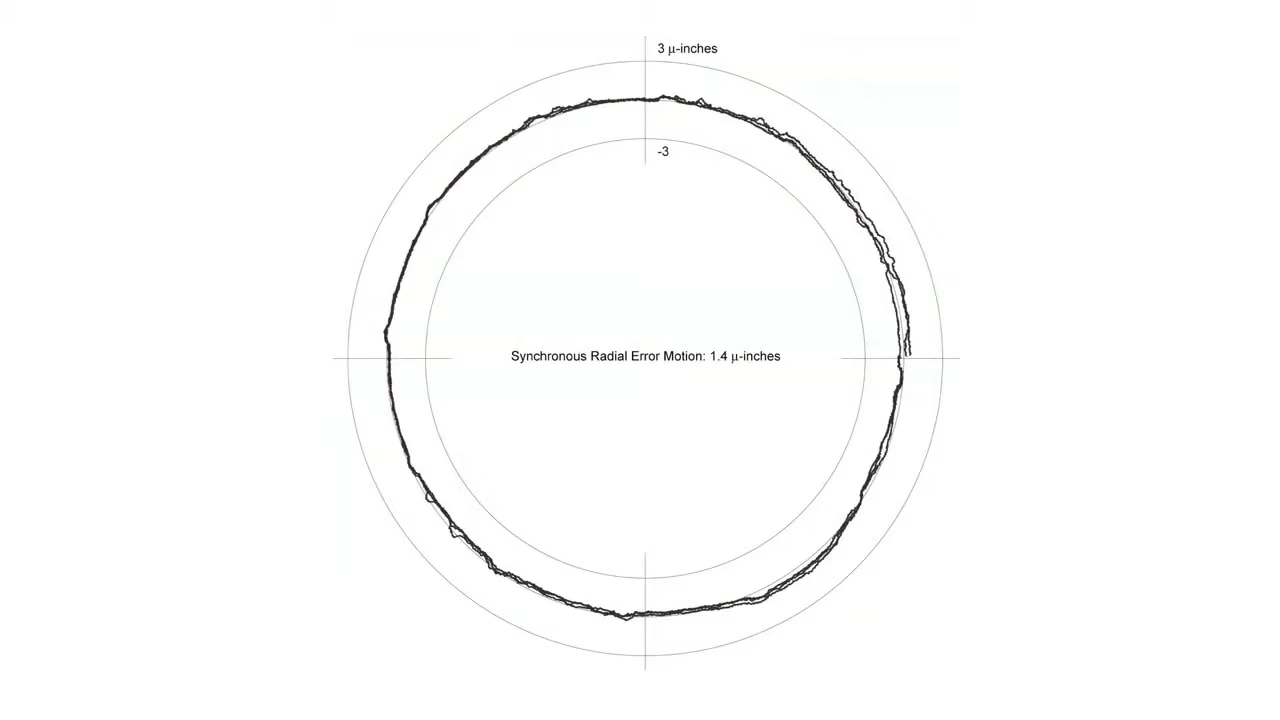 3 μ-inches
-3
Synchronous Radial Error Motion: 1.4 μ-inches